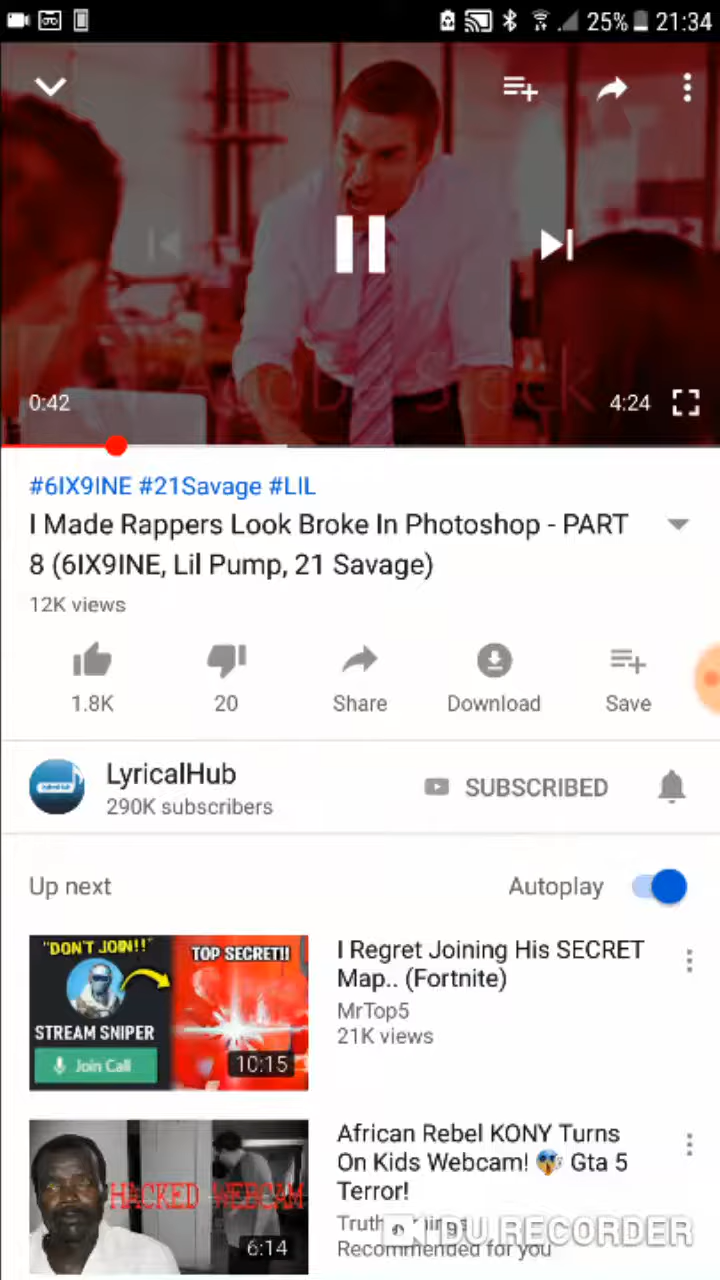 25% 21:34
Adobe Stock
0:42 4:24
#6IX9INE #21Savage #LIL
I Made Rappers Look Broke In Photoshop - PART
8 (6IX9INE, Lil Pump, 21 Savage)
12K views
1.8K 20 Share Download Save
LyricalHub
290K subscribers
SUBSCRIBED
Up next Autoplay
"DON'T JOIN!!"
TOP SECRET!!
STREAM SNIPER
Join Call
10:15
I Regret Joining His SECRET
Map.. (Fortnite)
MrTop5
21K views
HACKED WEBCAM
6:14
African Rebel KONY Turns
On Kids Webcam! 😱 Gta 5
Terror!
Recommended for you
DU RECORDER